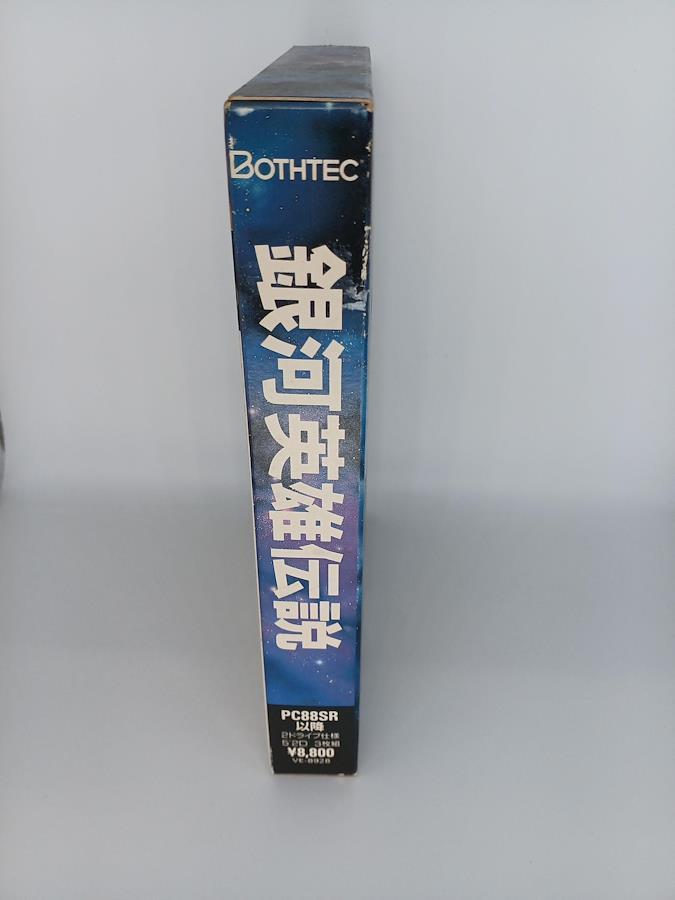 BOTHTEC
銀河英雄伝説
PC88SR
以降
2ドライブ仕様
5"2D 3枚組
¥8,800
VE-8928